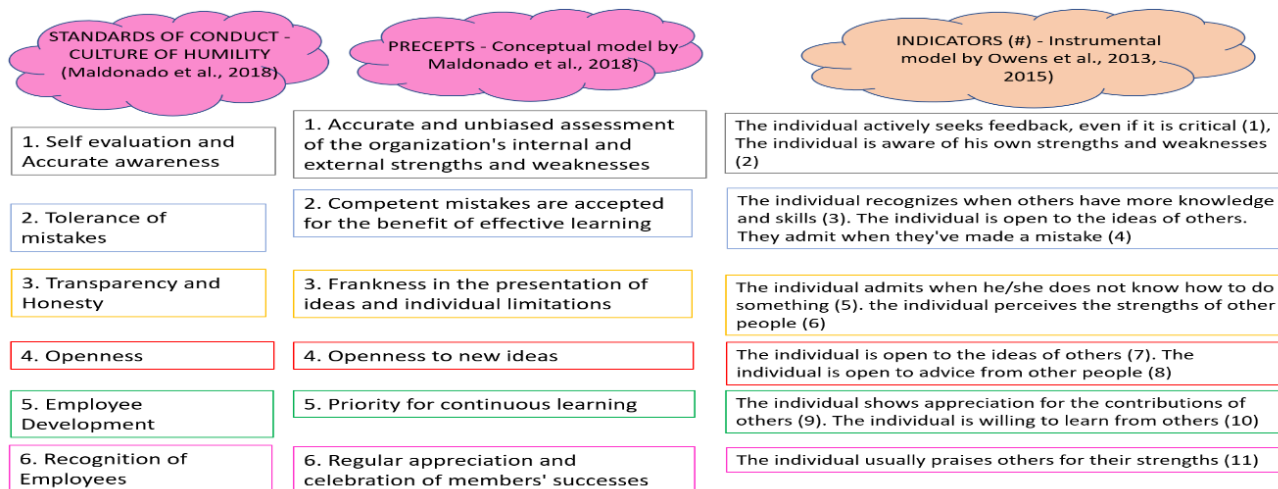 STANDARDS OF CONDUCT -
CULTURE OF HUMILITY
(Maldonado et al., 2018)
PRECEPTS - Conceptual model by
Maldonado et al., 2018)
INDICATORS (#) - Instrumental
model by Owens et al., 2013,
2015)
1. Self evaluation and
Accurate awareness
1. Accurate and unbiased assessment
of the organization's internal and
external strengths and weaknesses
The individual actively seeks feedback, even if it is critical (1),
The individual is aware of his own strengths and weaknesses
(2)
2. Tolerance of
mistakes
2. Competent mistakes are accepted
for the benefit of effective learning
The individual recognizes when others have more knowledge
and skills (3). The individual is open to the ideas of others.
They admit when they've made a mistake (4)
3. Transparency and
Honesty
3. Frankness in the presentation of
ideas and individual limitations
The individual admits when he/she does not know how to do
something (5). the individual perceives the strengths of other
people (6)
4. Openness
4. Openness to new ideas
The individual is open to the ideas of others (7). The
individual is open to advice from other people (8)
5. Employee
Development
5. Priority for continuous learning
The individual shows appreciation for the contributions of
others (9). The individual is willing to learn from others (10)
6. Recognition of
Employees
6. Regular appreciation and
celebration of members' successes
The individual usually praises others for their strengths (11)